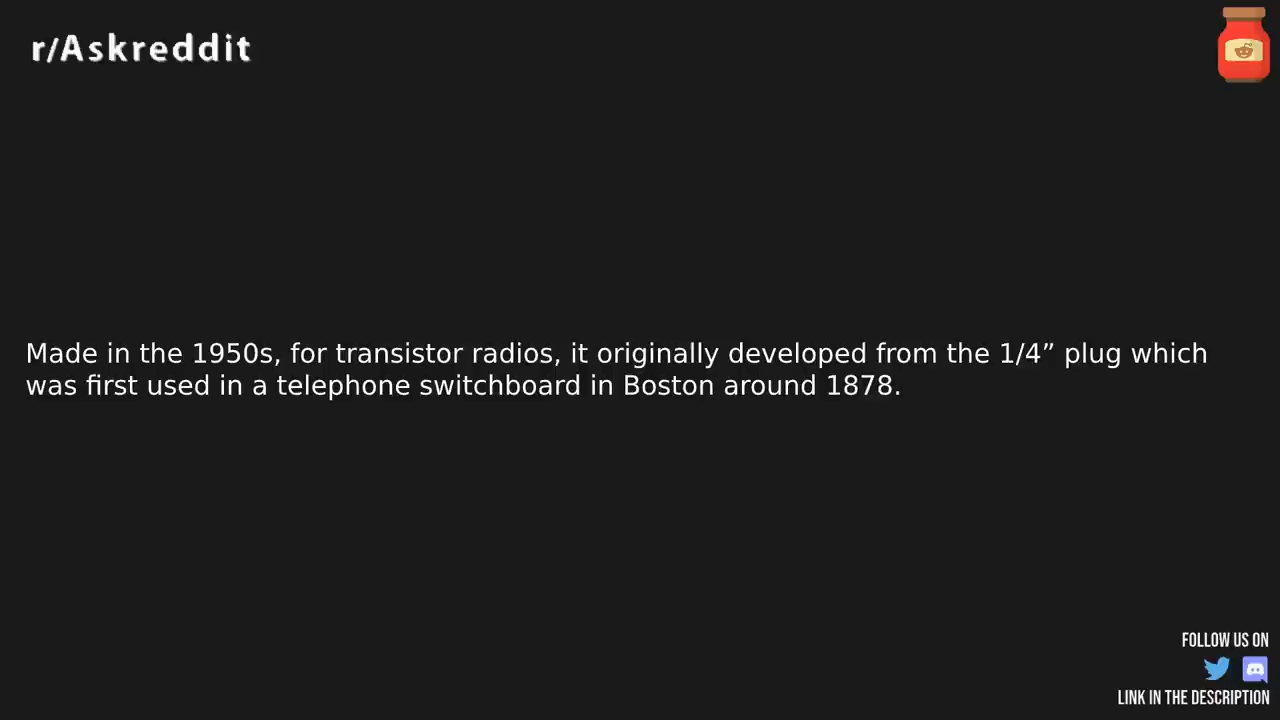 r/Askreddit
Made in the 1950s, for transistor radios, it originally developed from the 1/4” plug which
was first used in a telephone switchboard in Boston around 1878.
FOLLOW US ON
LINK IN THE DESCRIPTION